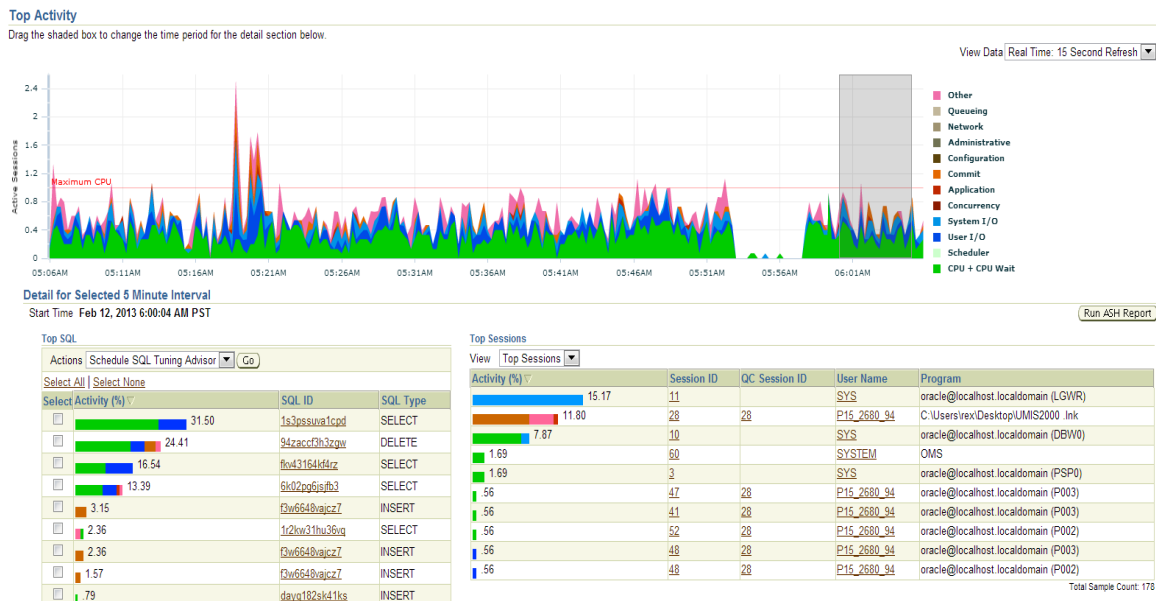 Top Activity
Drag the shaded box to change the time period for the detail section below.
View Data Real Time: 15 Second Refresh
2.4
2
1.6
1.2
0.8
0.4
0
Active Sessions
Maximum CPU
05:06AM 05:11AM 05:16AM 05:21AM 05:26AM 05:31AM 05:36AM 05:41AM 05:46AM 05:51AM 05:56AM 06:01AM
Other
Queueing
Network
Administrative
Configuration
Commit
Application
Concurrency
System I/O
User I/O
Scheduler
CPU + CPU Wait
Detail for Selected 5 Minute Interval
Start Time Feb 12, 2013 6:00:04 AM PST
Run ASH Report
Top SQL
Actions Schedule SQL Tuning Advisor Go
Select All | Select None
Select Activity (%) SQL ID SQL Type
31.50 1s3pssuva1cpd SELECT
24.41 94zaccf3h3zgw DELETE
16.54 fkv43164kf4rz SELECT
13.39 6k02pg6jsjfb3 SELECT
3.15 f3w6648vajcz7 INSERT
2.36 1r2kw31hu36vq SELECT
2.36 f3w6648vajcz7 INSERT
1.57 f3w6648vajcz7 INSERT
.79 davq182sk41ks INSERT
Top Sessions
View Top Sessions
Activity (%) Session ID QC Session ID User Name Program
15.17 11 SYS oracle@localhost.localdomain (LGWR)
11.80 28 28 P15_2680_94 C:\Users\rex\Desktop\UMIS2000 .lnk
7.87 10 SYS oracle@localhost.localdomain (DBW0)
1.69 60 SYSTEM OMS
1.69 3 SYS oracle@localhost.localdomain (PSP0)
.56 47 28 P15_2680_94 oracle@localhost.localdomain (P003)
.56 41 28 P15_2680_94 oracle@localhost.localdomain (P003)
.56 52 28 P15_2680_94 oracle@localhost.localdomain (P002)
.56 48 28 P15_2680_94 oracle@localhost.localdomain (P003)
.56 48 28 P15_2680_94 oracle@localhost.localdomain (P002)
Total Sample Count: 178